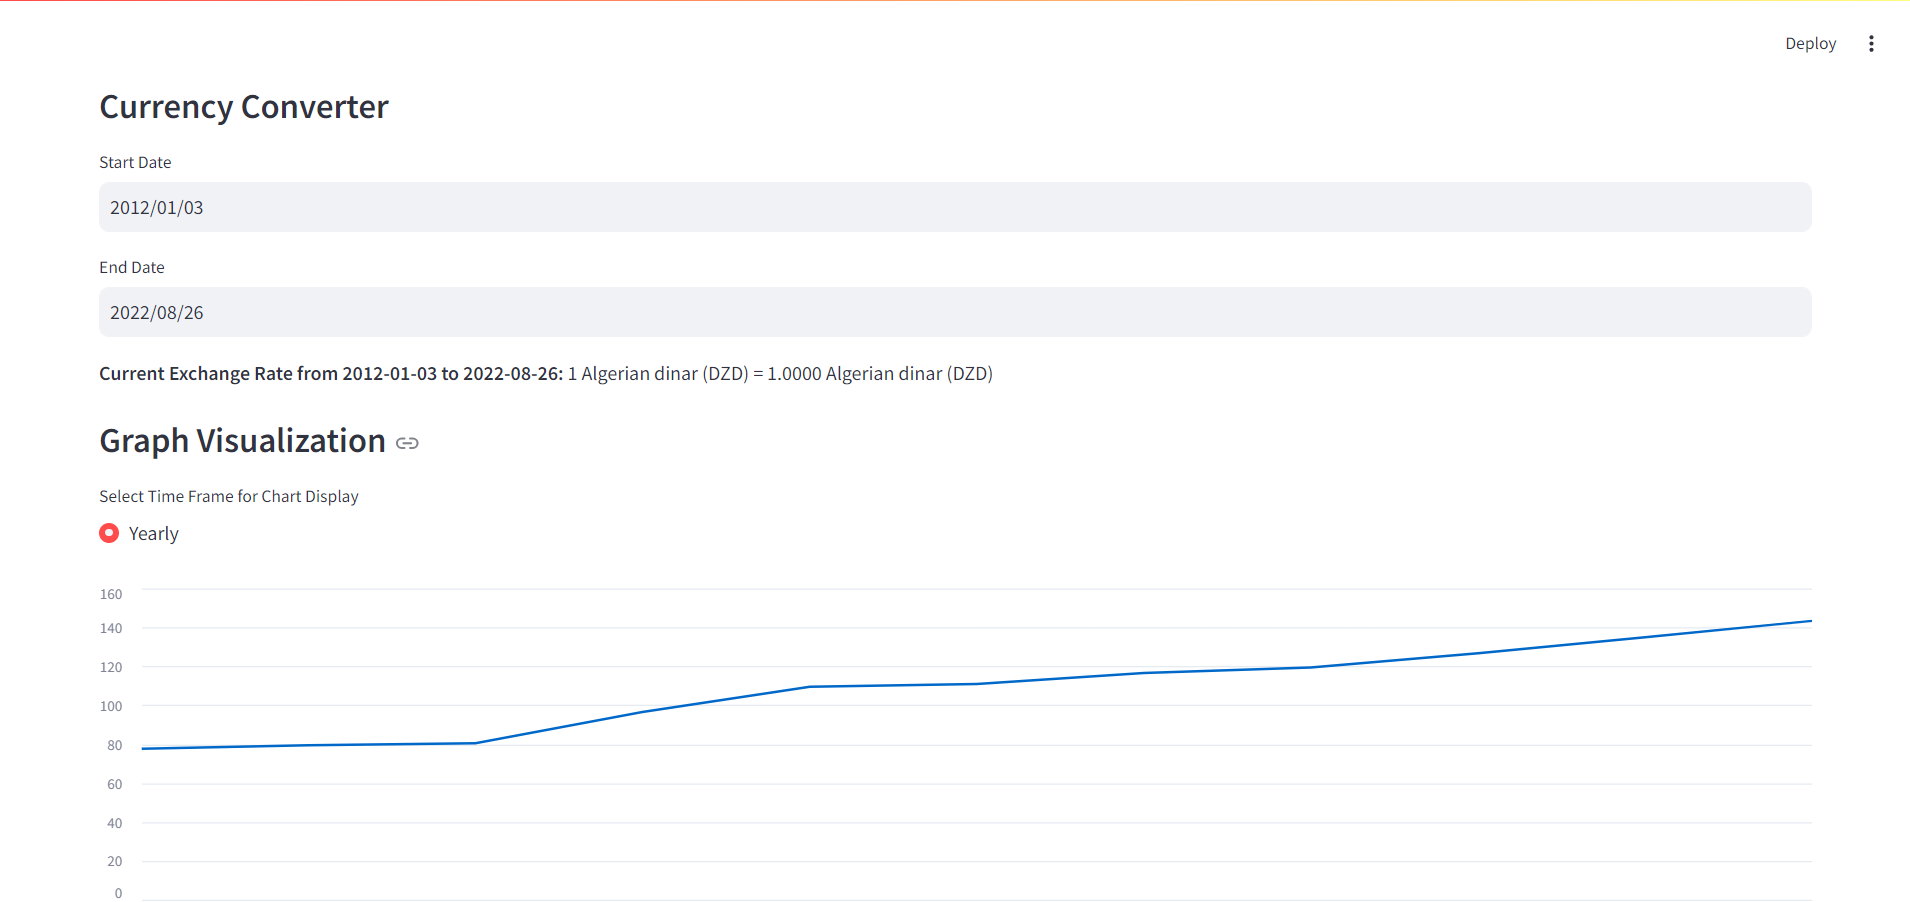 Deploy
Currency Converter
Start Date
2012/01/03
End Date
2022/08/26
Current Exchange Rate from 2012-01-03 to 2022-08-26: 1 Algerian dinar (DZD) = 1.0000 Algerian dinar (DZD)
Graph Visualization
Select Time Frame for Chart Display
Yearly
160
140
120
100
80
60
40
20
0